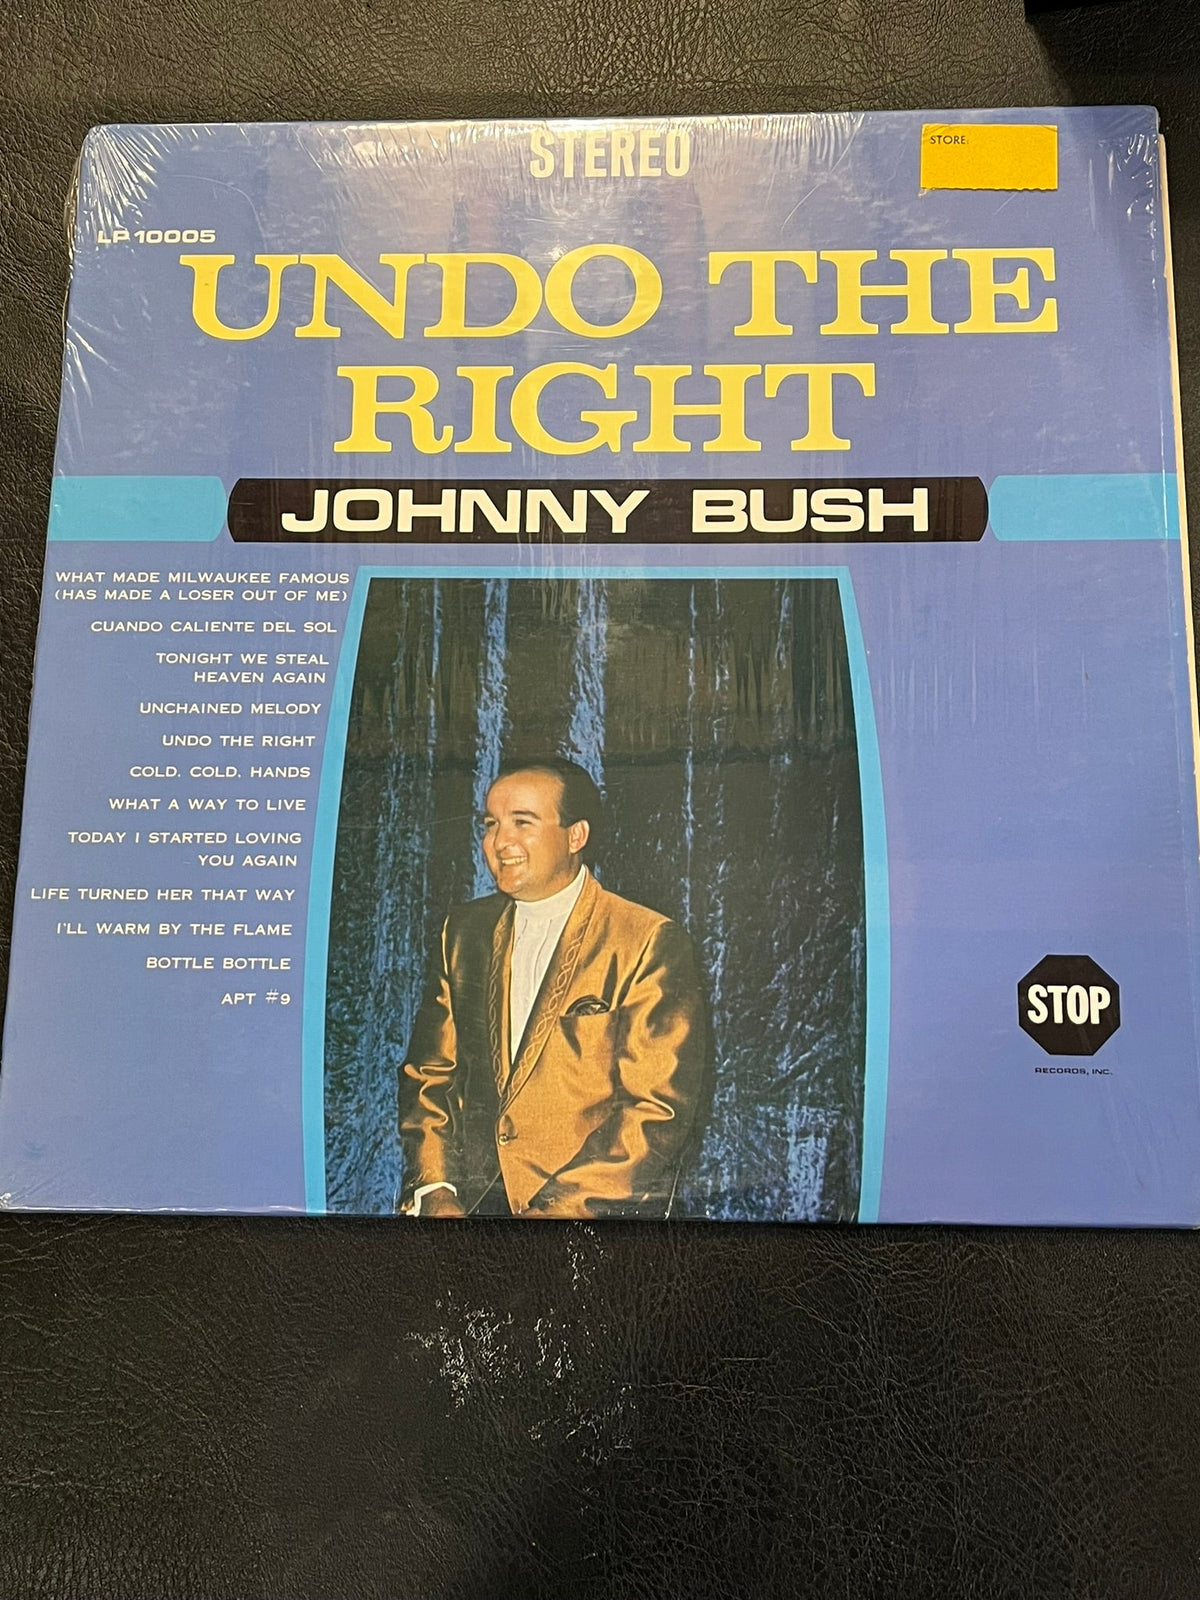 STEREO
STORE:
LP 10005
UNDO THE
RIGHT
JOHNNY BUSH
WHAT MADE MILWAUKEE FAMOUS
(HAS MADE A LOSER OUT OF ME)
CUANDO CALIENTE DEL SOL
TONIGHT WE STEAL
HEAVEN AGAIN
UNCHAINED MELODY
UNDO THE RIGHT
COLD, COLD, HANDS
WHAT A WAY TO LIVE
TODAY I STARTED LOVING
YOU AGAIN
LIFE TURNED HER THAT WAY
I'LL WARM BY THE FLAME
BOTTLE BOTTLE
APT #9
STOP
RECORDS, INC.